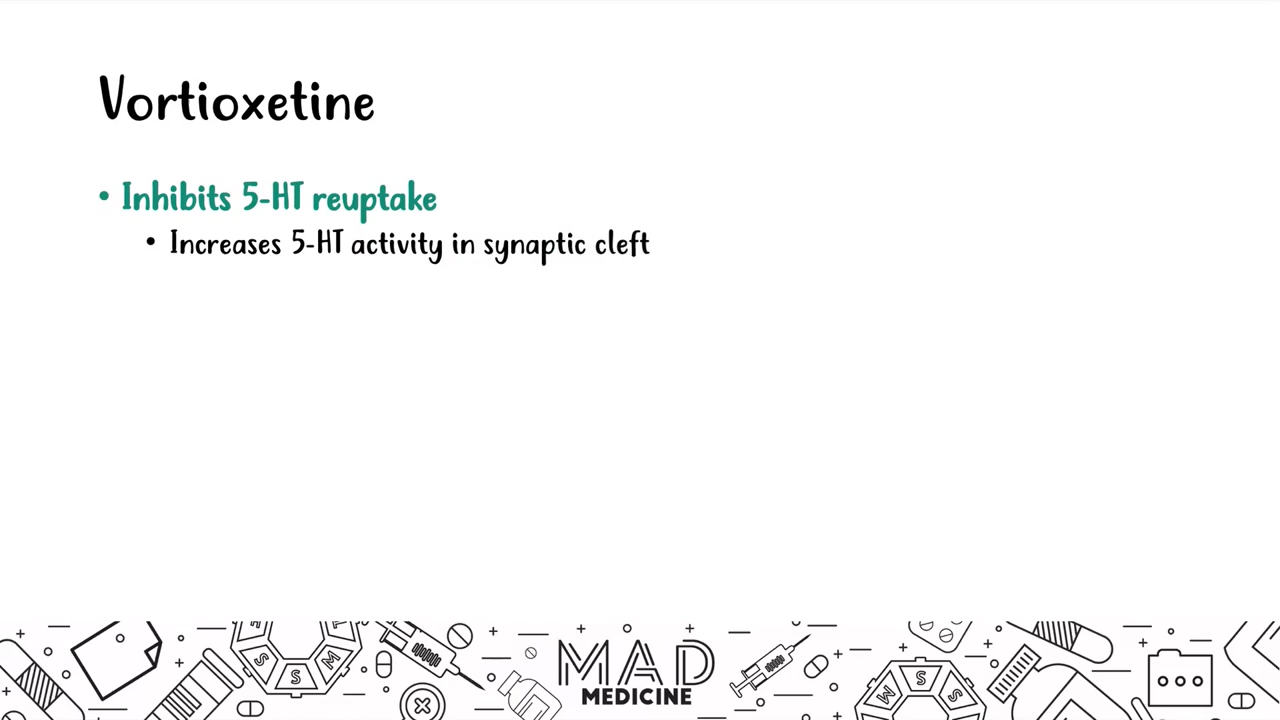 Vortioxetine
• Inhibits 5-HT reuptake
• Increases 5-HT activity in synaptic cleft
S S M
MAD
MEDICINE
M S S